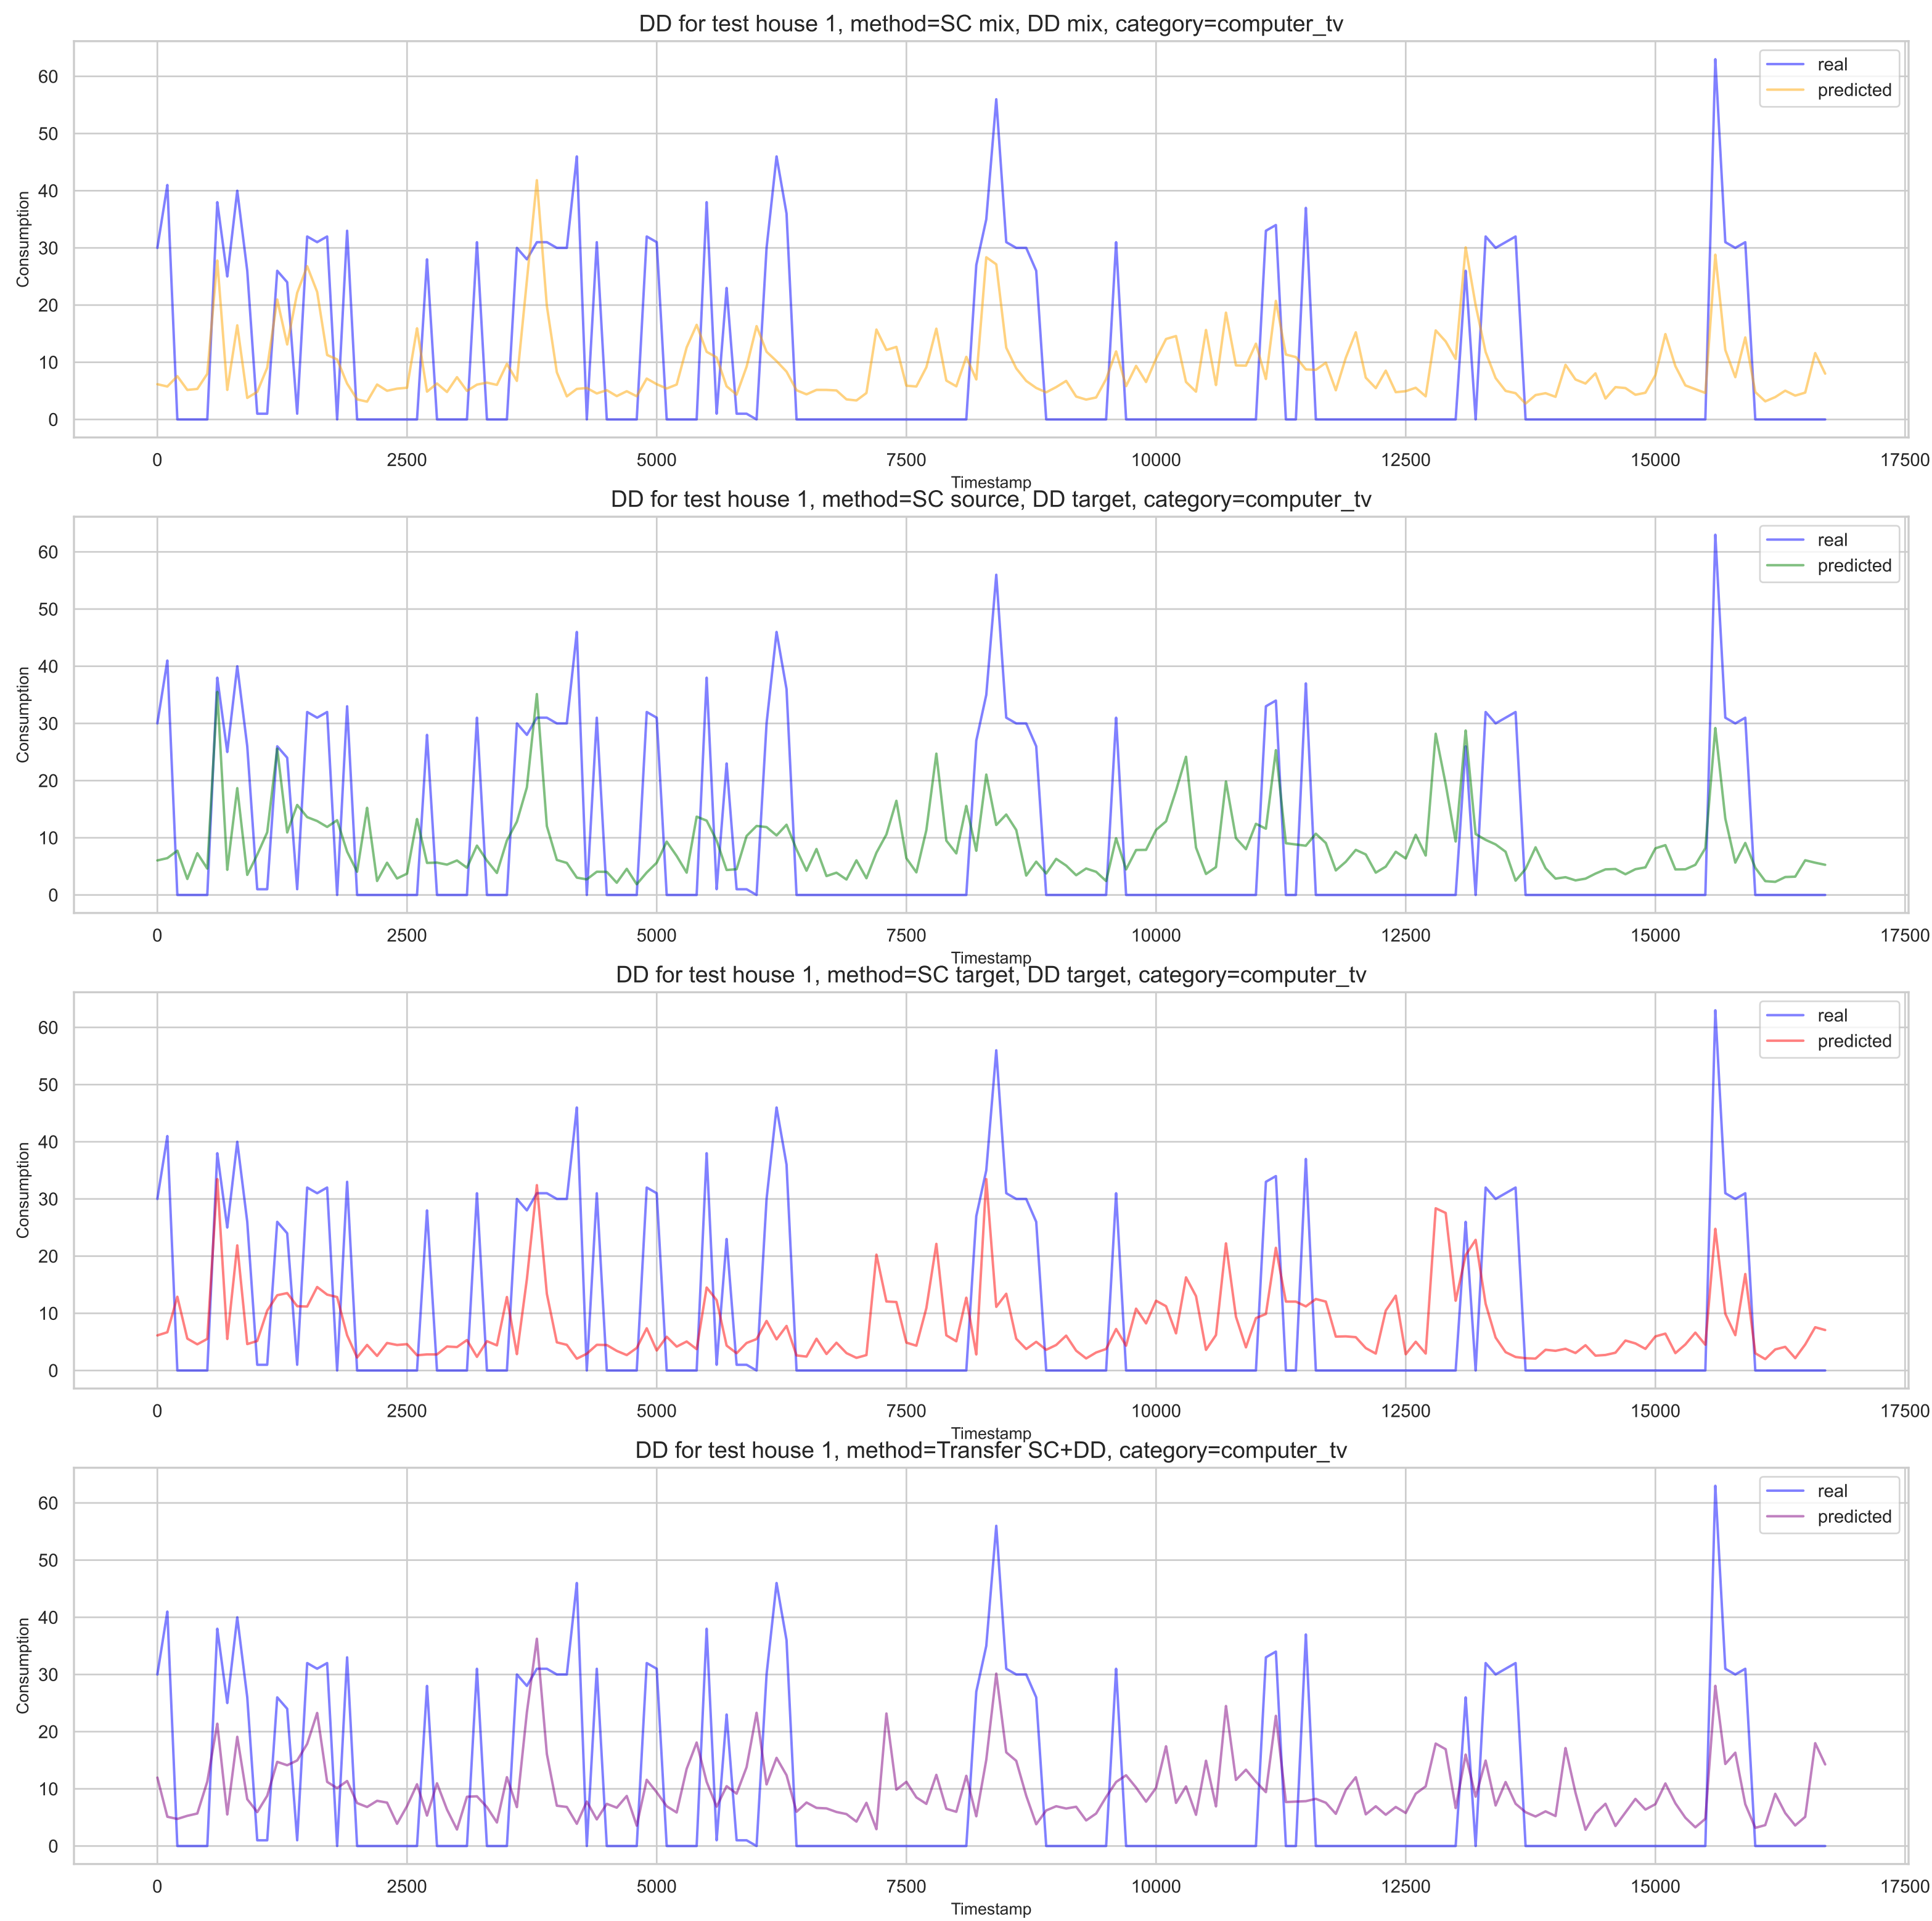 DD for test house 1, method=SC mix, DD mix, category=computer_tv
real
predicted
Consumption
60
50
40
30
20
10
0
0 2500 5000 7500 10000 12500 15000 17500
Timestamp
DD for test house 1, method=SC source, DD target, category=computer_tv
real
predicted
Consumption
60
50
40
30
20
10
0
0 2500 5000 7500 10000 12500 15000 17500
Timestamp
DD for test house 1, method=SC target, DD target, category=computer_tv
real
predicted
Consumption
60
50
40
30
20
10
0
0 2500 5000 7500 10000 12500 15000 17500
Timestamp
DD for test house 1, method=Transfer SC+DD, category=computer_tv
real
predicted
Consumption
60
50
40
30
20
10
0
0 2500 5000 7500 10000 12500 15000 17500
Timestamp